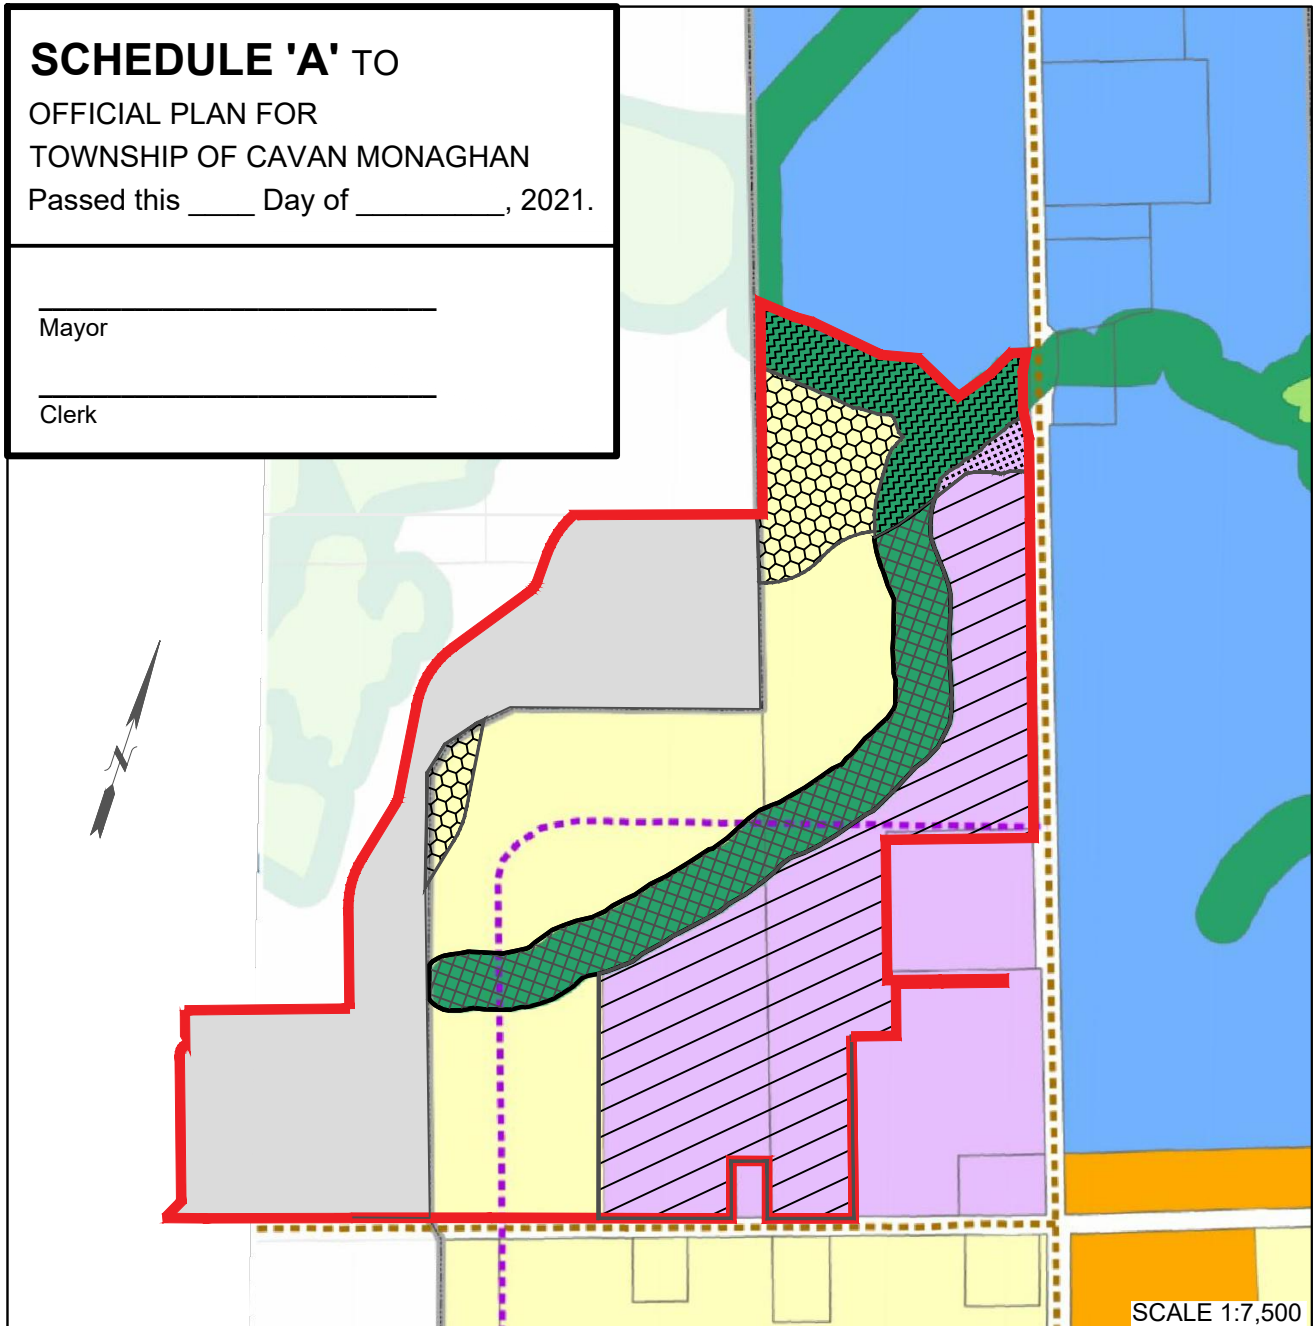 SCHEDULE 'A' TO
OFFICIAL PLAN FOR
TOWNSHIP OF CAVAN MONAGHAN
Passed this ____ Day of _________, 2021.
Mayor
Clerk
N
SCALE 1:7,500